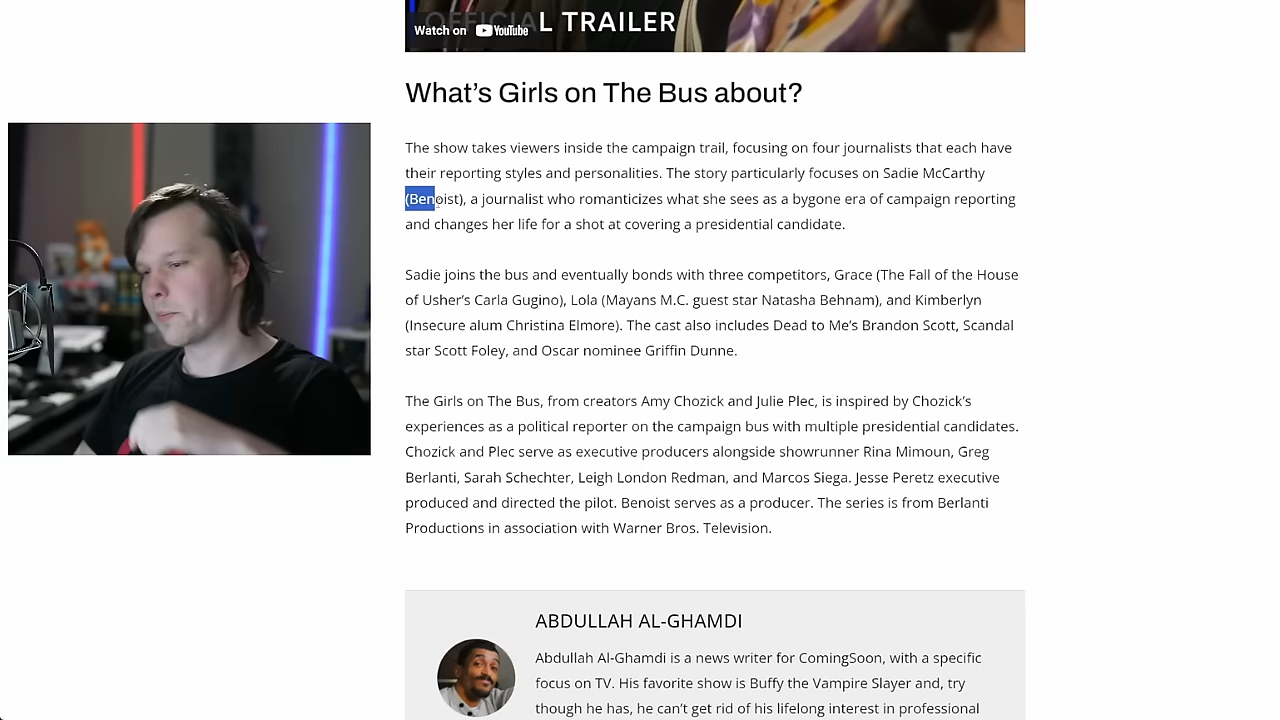 OFFICIAL TRAILER
Watch on YouTube
What’s Girls on The Bus about?
The show takes viewers inside the campaign trail, focusing on four journalists that each have
their reporting styles and personalities. The story particularly focuses on Sadie McCarthy
(Benoist), a journalist who romanticizes what she sees as a bygone era of campaign reporting
and changes her life for a shot at covering a presidential candidate.
Sadie joins the bus and eventually bonds with three competitors, Grace (The Fall of the House
of Usher’s Carla Gugino), Lola (Mayans M.C. guest star Natasha Behnam), and Kimberlyn
(Insecure alum Christina Elmore). The cast also includes Dead to Me’s Brandon Scott, Scandal
star Scott Foley, and Oscar nominee Griffin Dunne.
The Girls on The Bus, from creators Amy Chozick and Julie Plec, is inspired by Chozick’s
experiences as a political reporter on the campaign bus with multiple presidential candidates.
Chozick and Plec serve as executive producers alongside showrunner Rina Mimoun, Greg
Berlanti, Sarah Schechter, Leigh London Redman, and Marcos Siega. Jesse Peretz executive
produced and directed the pilot. Benoist serves as a producer. The series is from Berlanti
Productions in association with Warner Bros. Television.
ABDULLAH AL-GHAMDI
Abdullah Al-Ghamdi is a news writer for ComingSoon, with a specific
focus on TV. His favorite show is Buffy the Vampire Slayer and, try
though he has, he can’t get rid of his lifelong interest in professional